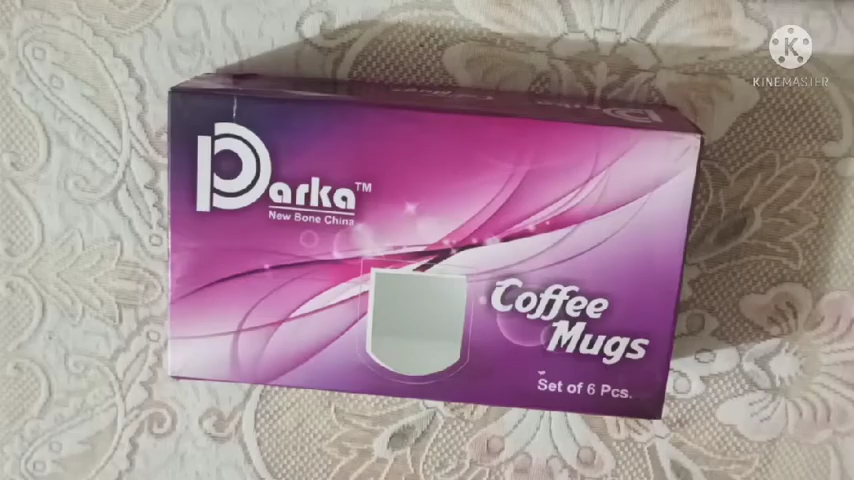 KINEMASTER
Parka™
New Bone China
Coffee
Mugs
Set of 6 Pcs.